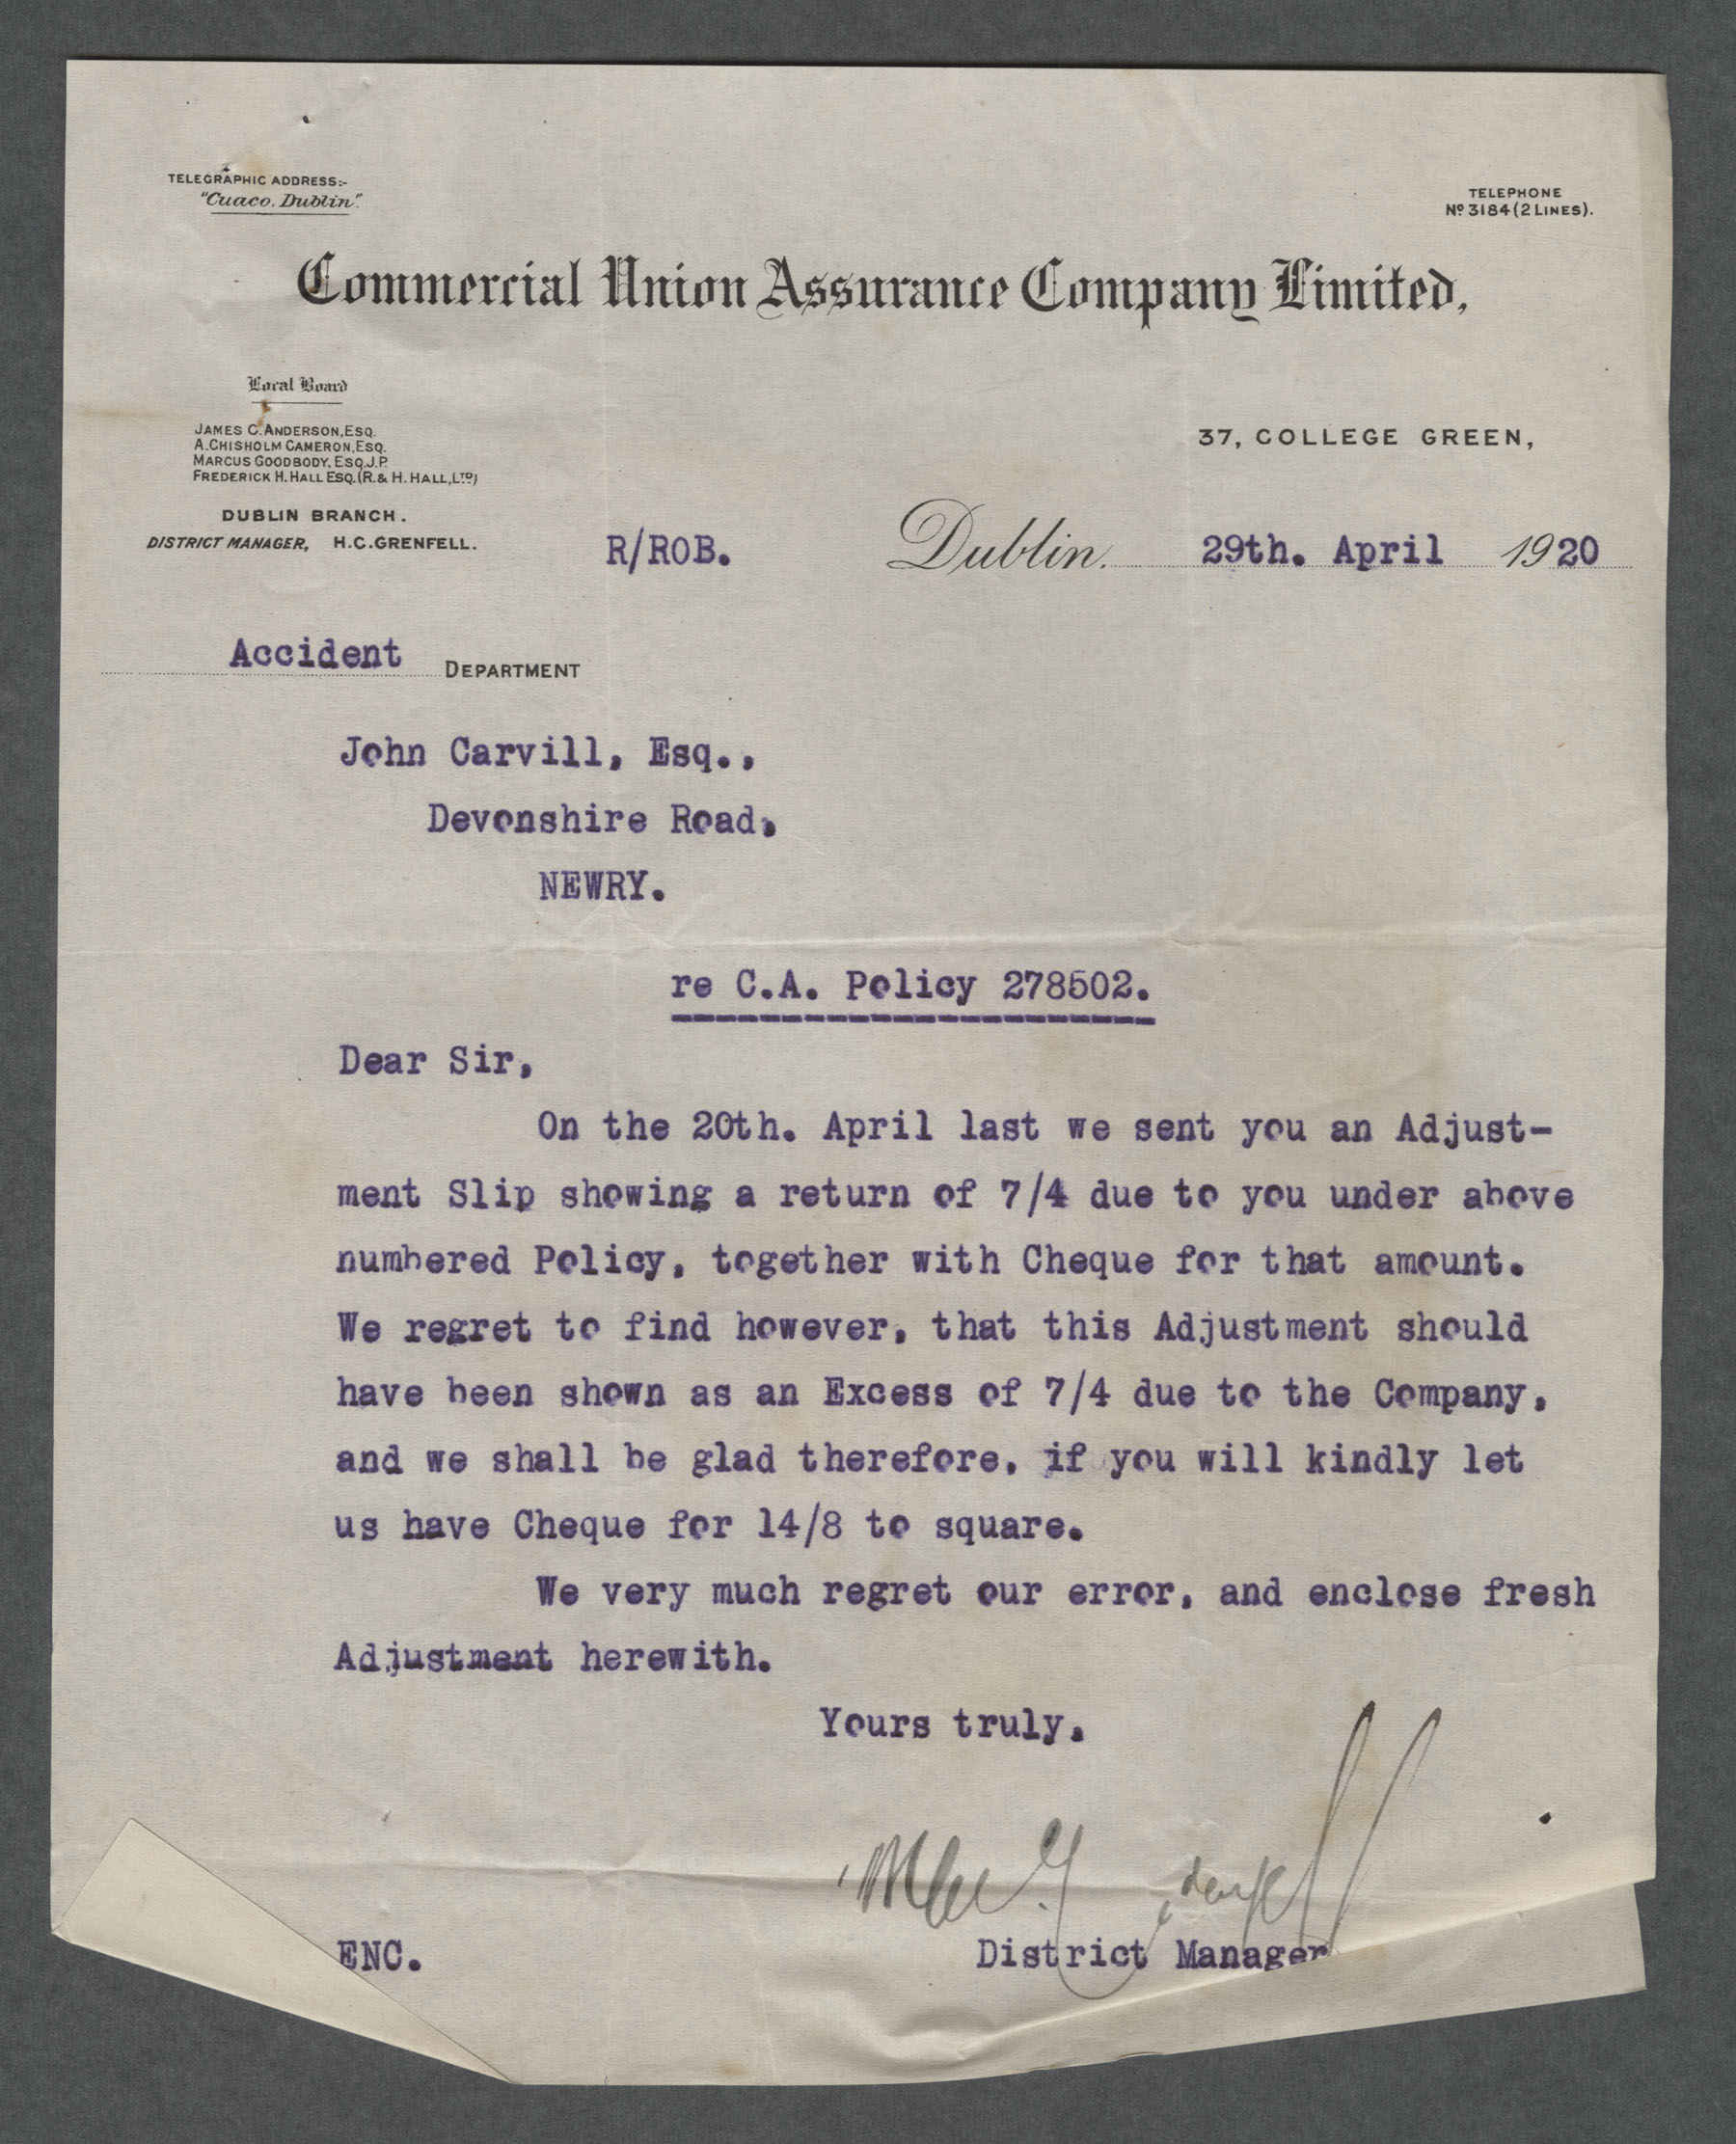 TELEGRAPHIC ADDRESS:-
"Cuaco, Dublin".
TELEPHONE
No 3184 (2 LINES).
Commercial Union Assurance Company Limited,
Local Board
JAMES C. ANDERSON, ESQ.
A. CHISHOLM CAMERON, ESQ.
MARCUS GOODBODY, ESQ. J.P.
FREDERICK H. HALL ESQ. (R. & H. HALL, LTD)
37, COLLEGE GREEN,
DUBLIN BRANCH.
DISTRICT MANAGER, H.C. GRENFELL.
R/ROB.
Dublin. 29th. April 1920
Accident DEPARTMENT
John Carvill, Esq.,
Devonshire Road,
NEWRY.
re C.A. Policy 278502.
Dear Sir,
On the 20th. April last we sent you an Adjust-
ment Slip showing a return of 7/4 due to you under above
numbered Policy, together with Cheque for that amount.
We regret to find however, that this Adjustment should
have been shown as an Excess of 7/4 due to the Company,
and we shall be glad therefore, if you will kindly let
us have Cheque for 14/8 to square.
We very much regret our error, and enclose fresh
Adjustment herewith.
Yours truly,
ENC.
District Manager